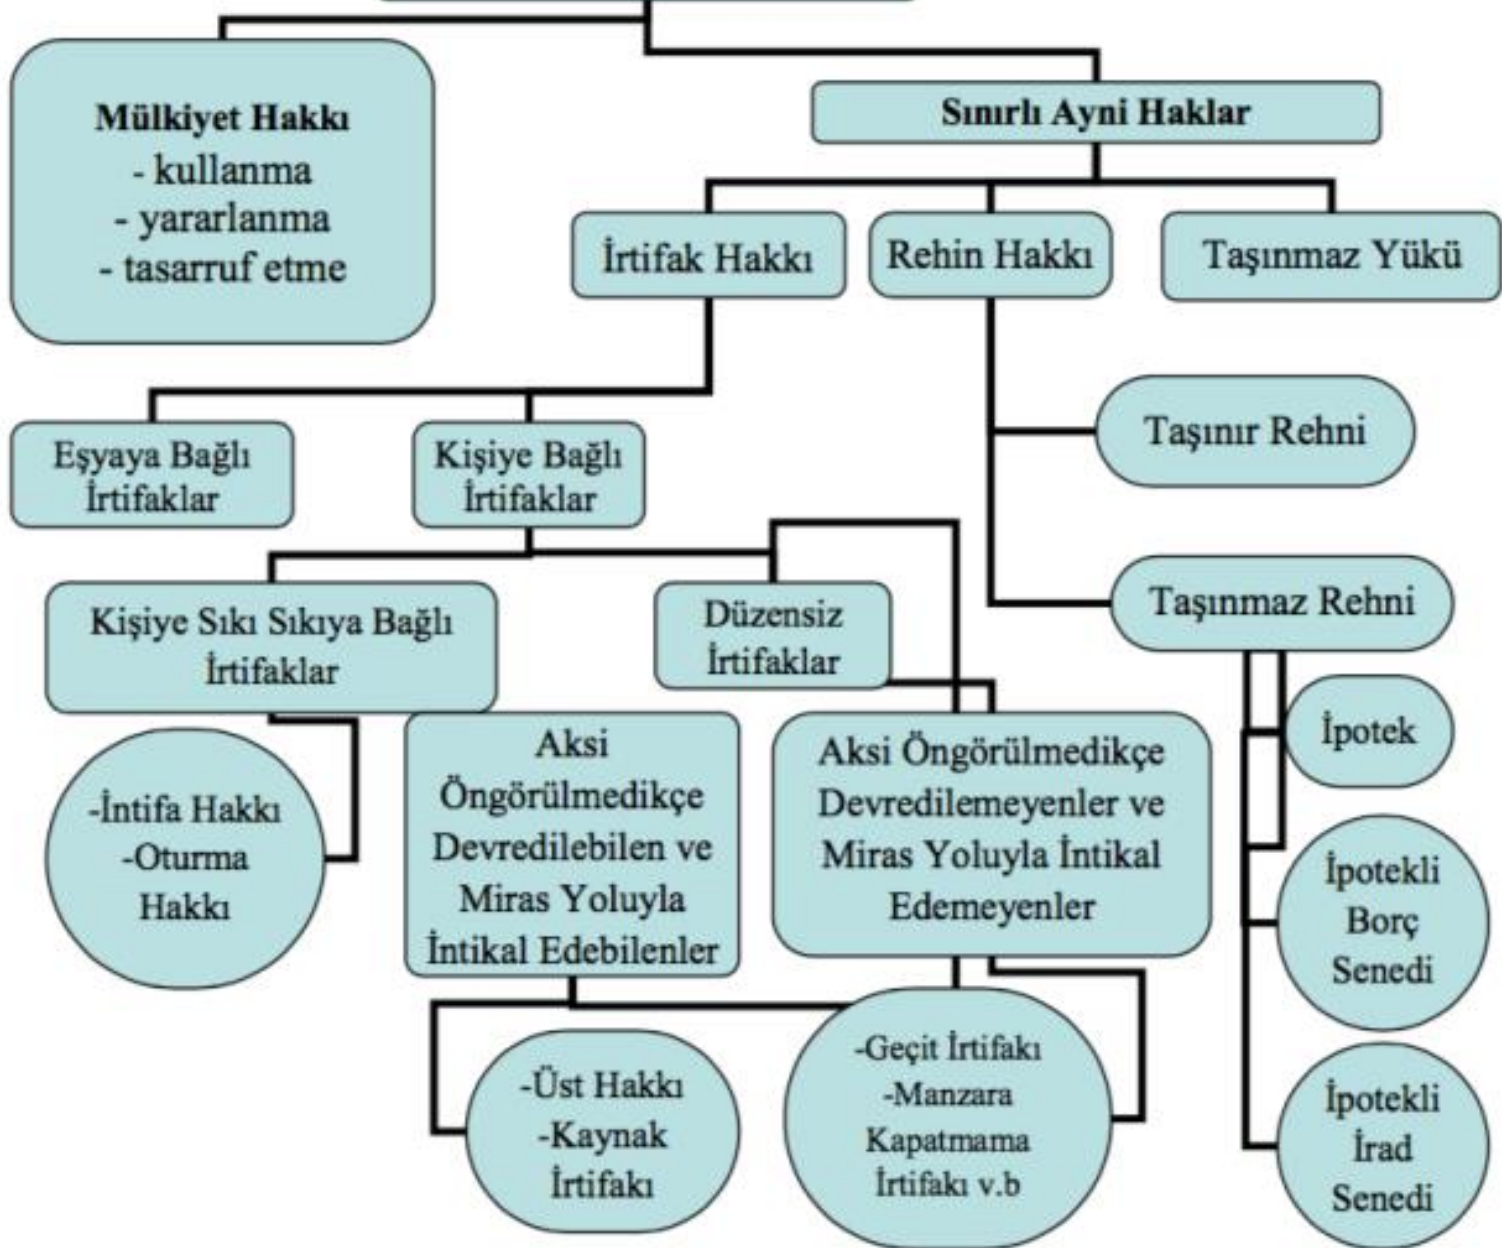 Mülkiyet Hakkı
- kullanma
- yararlanma
- tasarruf etme
Sınırlı Ayni Haklar
İrtifak Hakkı
Rehin Hakkı
Taşınmaz Yükü
Taşınır Rehni
Eşyaya Bağlı
İrtifaklar
Kişiye Bağlı
İrtifaklar
Taşınmaz Rehni
Kişiye Sıkı Sıkıya Bağlı
İrtifaklar
Düzensiz
İrtifaklar
İpotek
-İntifa Hakkı
-Oturma
Hakkı
Aksi
Öngörülmedikçe
Devredilebilen ve
Miras Yoluyla
İntikal Edebilenler
Aksi Öngörülmedikçe
Devredilemeyenler ve
Miras Yoluyla İntikal
Edemeyenler
İpotekli
Borç
Senedi
-Üst Hakkı
-Kaynak
İrtifakı
-Geçit İrtifakı
-Manzara
Kapatmama
İrtifakı v.b
İpotekli
İrad
Senedi